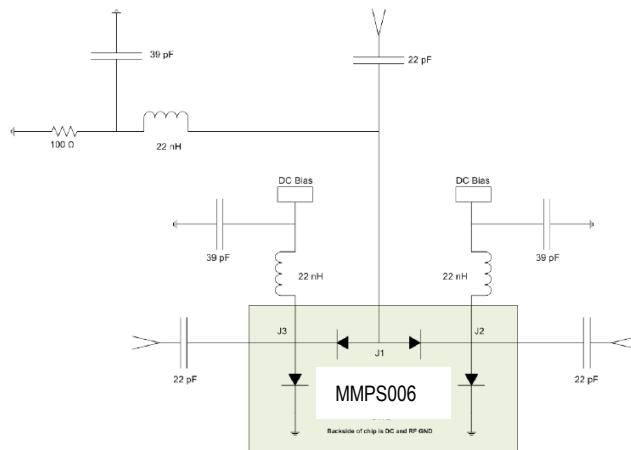 39 pF
22 pF
100 Ω
22 nH
DC Bias
DC Bias
39 pF
22 nH
22 nH
39 pF
J3
J1
J2
22 pF
22 pF
MMPS006
Backside of chip is DC and RF GND